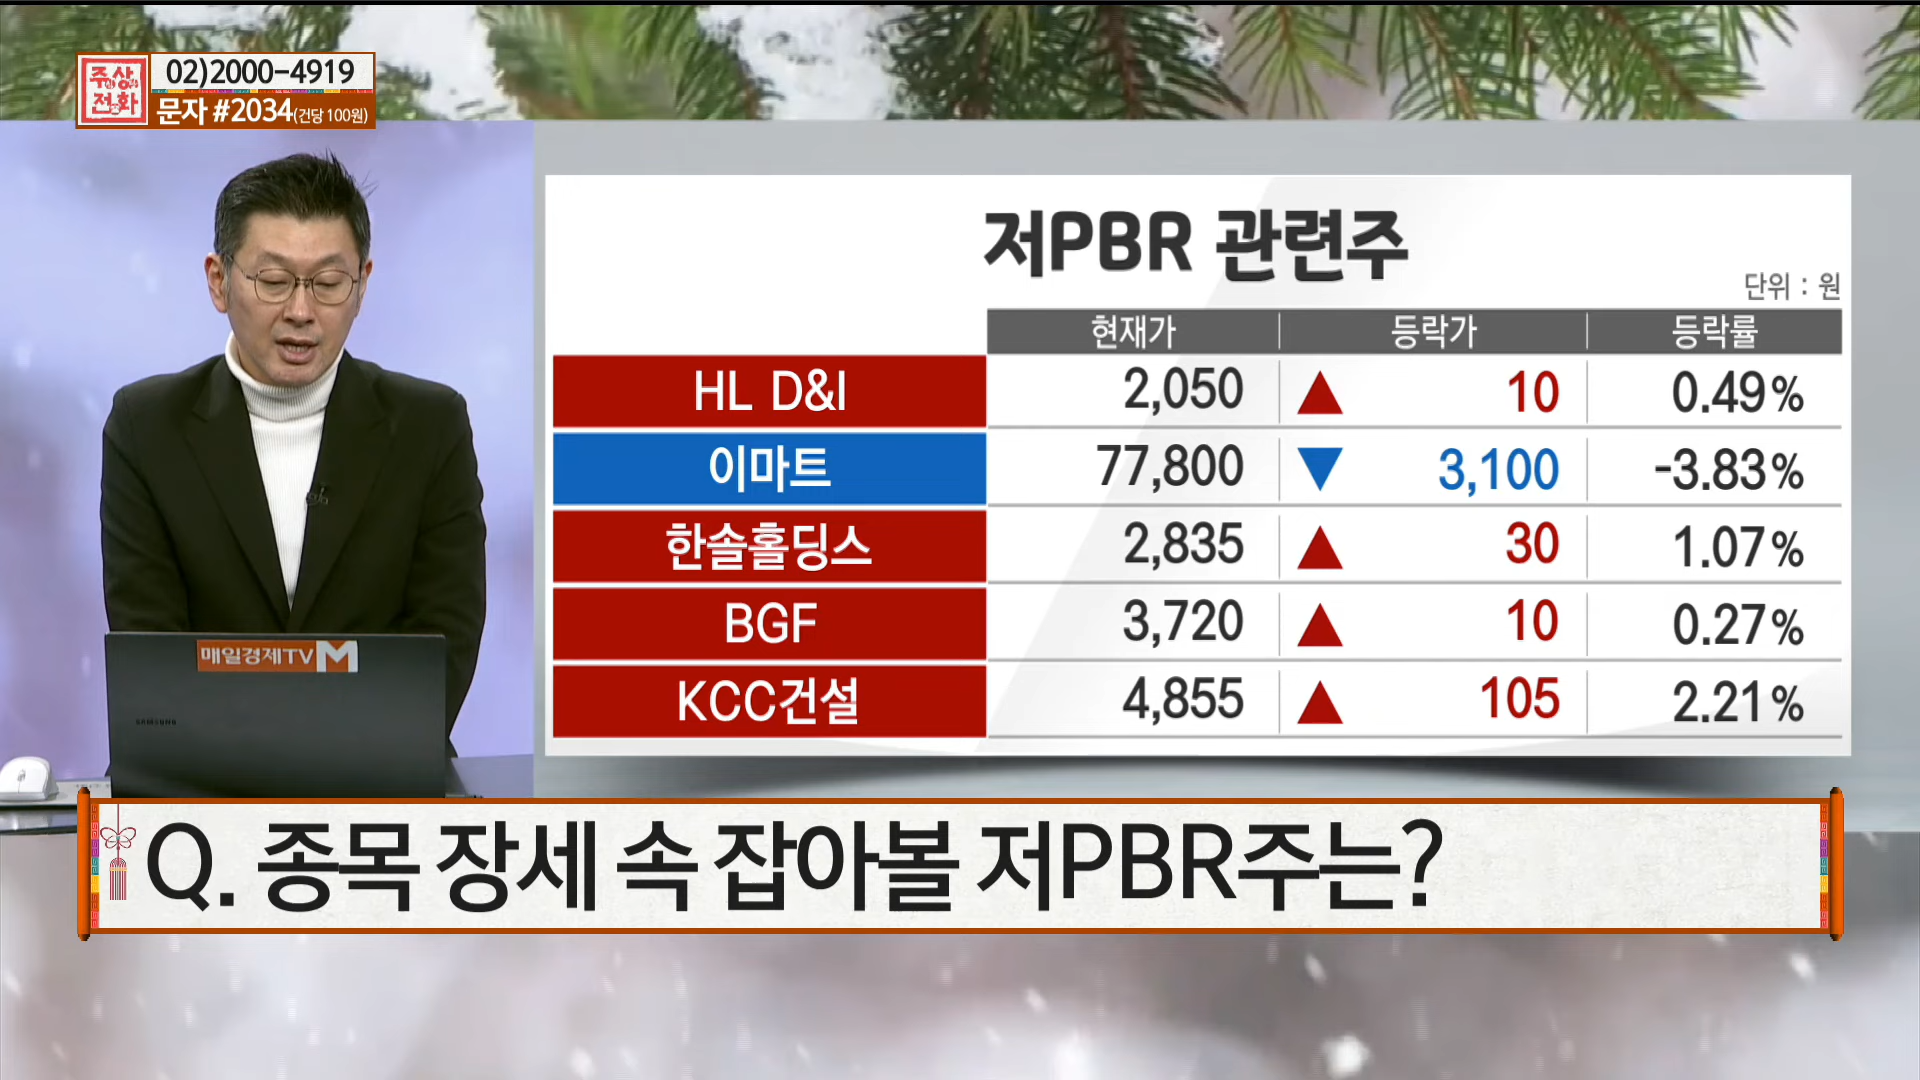 주상
전화
02)2000-4919
문자 #2034(건당 100원)
저PBR 관련주
단위 : 원
현재가 등락가 등락률
HL D&I 2,050 ▲ 10 0.49%
이마트 77,800 ▼ 3,100 -3.83%
한솔홀딩스 2,835 ▲ 30 1.07%
BGF 3,720 ▲ 10 0.27%
KCC건설 4,855 ▲ 105 2.21%
매일경제TV M
SAMSUNG
Q. 종목 장세 속 잡아볼 저PBR주는?